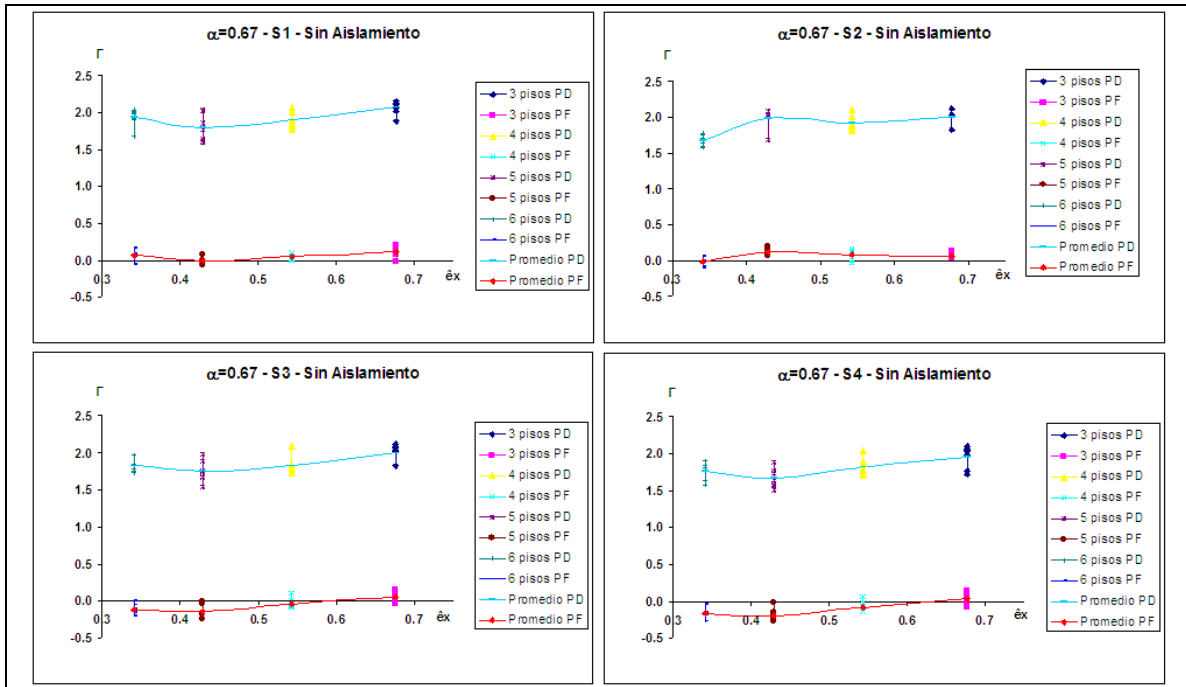 α=0.67 - S1 - Sin Aislamiento
Γ
2.5
2.0
1.5
1.0
0.5
0.0
-0.5
0.3 0.4 0.5 0.6 0.7
êx
3 pisos PD
3 pisos PF
4 pisos PD
4 pisos PF
5 pisos PD
5 pisos PF
6 pisos PD
6 pisos PF
Promedio PD
Promedio PF
α=0.67 - S2 - Sin Aislamiento
Γ
2.5
2.0
1.5
1.0
0.5
0.0
-0.5
0.3 0.4 0.5 0.6 0.7
êx
3 pisos PD
3 pisos PF
4 pisos PD
4 pisos PF
5 pisos PD
5 pisos PF
6 pisos PD
6 pisos PF
Promedio PD
Promedio PF
α=0.67 - S3 - Sin Aislamiento
Γ
2.5
2.0
1.5
1.0
0.5
0.0
-0.5
0.3 0.4 0.5 0.6 0.7
êx
3 pisos PD
3 pisos PF
4 pisos PD
4 pisos PF
5 pisos PD
5 pisos PF
6 pisos PD
6 pisos PF
Promedio PD
Promedio PF
α=0.67 - S4 - Sin Aislamiento
Γ
2.5
2.0
1.5
1.0
0.5
0.0
-0.5
0.3 0.4 0.5 0.6 0.7
êx
3 pisos PD
3 pisos PF
4 pisos PD
4 pisos PF
5 pisos PD
5 pisos PF
6 pisos PD
6 pisos PF
Promedio PD
Promedio PF